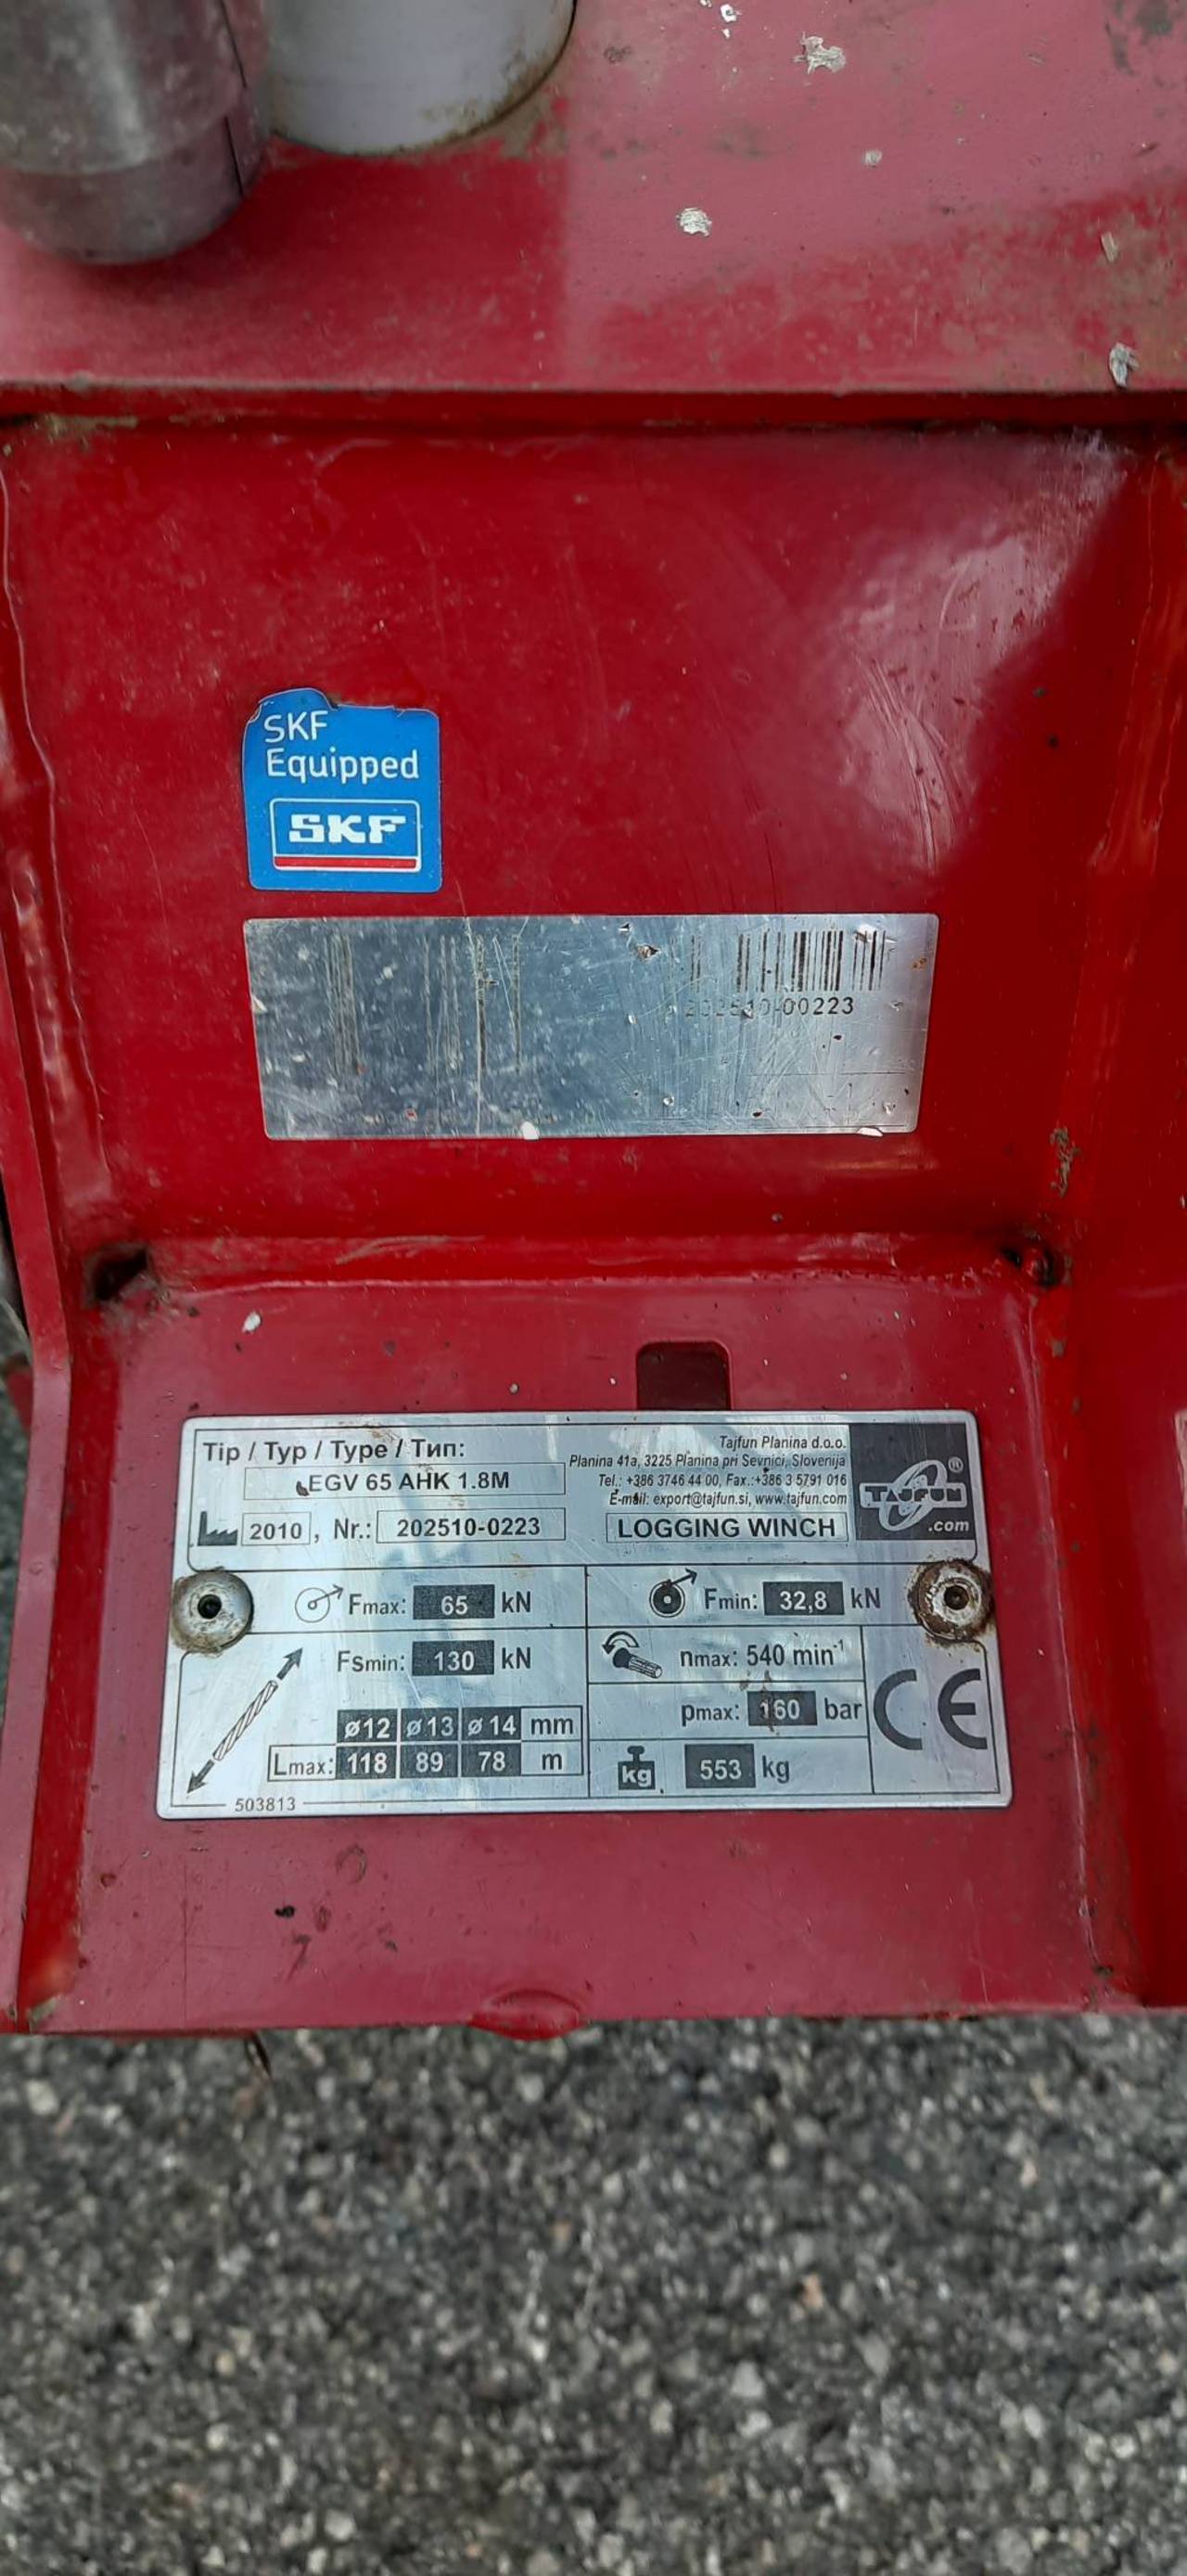 SKF
Equipped
SKF
202510-00223
Tip / Typ / Type / Тип:
EGV 65 AHK 1.8M
2010 , Nr.: 202510-0223
Tajfun Planina d.o.o.
Planina 41a, 3225 Planina pri Sevnici, Slovenija
Tel.: +386 3746 44 00, Fax.:+386 3 5791 016
E-mail: export@tajfun.si, www.tajfun.com
LOGGING WINCH
TAJFUN®
.com
Fmax: 65 kN
Fmin: 32,8 kN
Fsmin: 130 kN
nmax: 540 min-1
pmax: 160 bar
ø12 ø13 ø14 mm
Lmax: 118 89 78 m
kg 553 kg
CE
503813